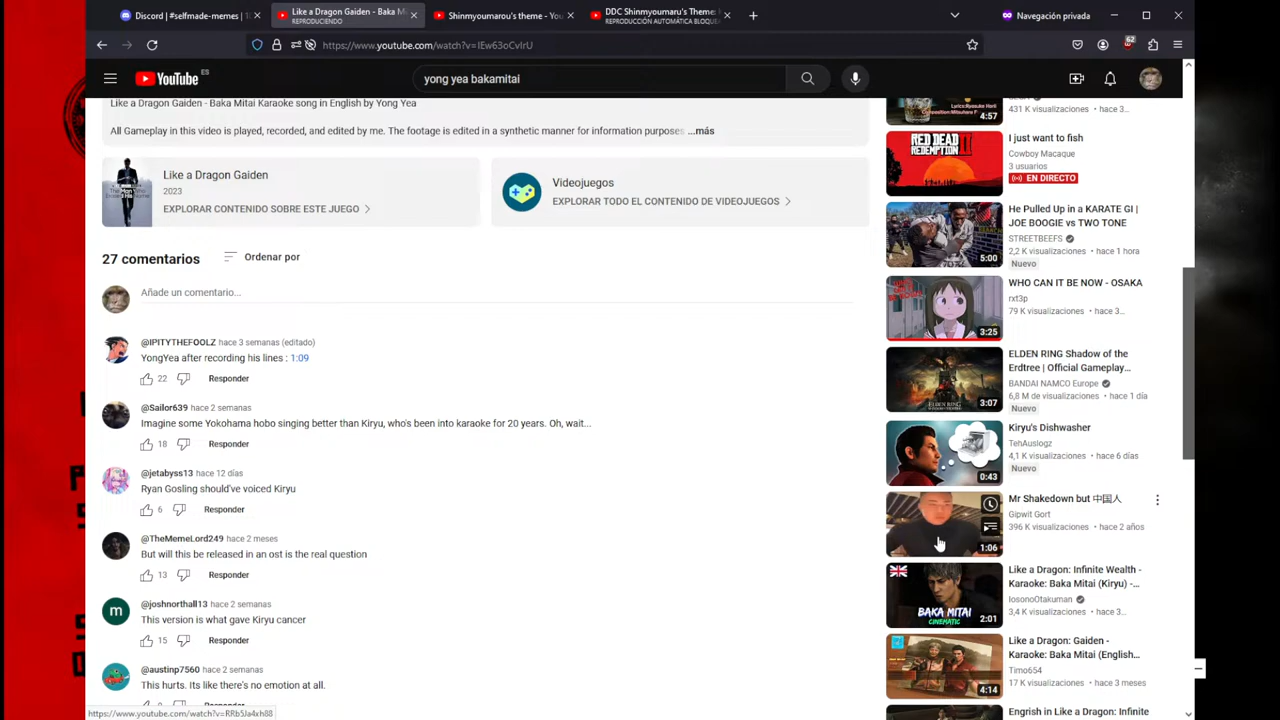 Discord | #selfmade-memes | 1
Like a Dragon Gaiden - Baka M
REPRODUCIENDO
Shinmyoumarou's theme - You
DDC Shinmyoumaru's Theme:
REPRODUCCIÓN AUTOMÁTICA BLOQUE
Navegación privada
https://www.youtube.com/watch?v=IEw63oCvIrU
62
YouTube ES
yong yea bakamitai
Like a Dragon Gaiden - Baka Mitai Karaoke song in English by Yong Yea
All Gameplay in this video is played, recorded, and edited by me. The footage is edited in a synthetic manner for information purposes ...más
Like a Dragon Gaiden
2023
EXPLORAR CONTENIDO SOBRE ESTE JUEGO
Videojuegos
EXPLORAR TODO EL CONTENIDO DE VIDEOJUEGOS
27 comentarios
Ordenar por
Añade un comentario...
@IPITYTHEFOOLZ hace 3 semanas (editado)
YongYea after recording his lines : 1:09
22 Responder
@Sailor639 hace 2 semanas
Imagine some Yokohama hobo singing better than Kiryu, who's been into karaoke for 20 years. Oh, wait...
18 Responder
@jetabyss13 hace 12 días
Ryan Gosling should've voiced Kiryu
6 Responder
@TheMemeLord249 hace 2 meses
But will this be released in an ost is the real question
13 Responder
m
@joshnorthall13 hace 2 semanas
This version is what gave Kiryu cancer
15 Responder
@austinp7560 hace 2 semanas
This hurts. Its like there's no emotion at all.
https://www.youtube.com/watch?v=RRb5Ja4xh88
4:57
431 K visualizaciones • hace 3...
RED DEAD
REDEMPTION II
I just want to fish
Cowboy Macaque
3 usuarios
EN DIRECTO
5:00
He Pulled Up in a KARATE GI |
JOE BOOGIE vs TWO TONE
STREETBEEFS
2,2 K visualizaciones • hace 1 hora
Nuevo
3:25
WHO CAN IT BE NOW - OSAKA
rxt3p
79 K visualizaciones • hace 3...
3:07
ELDEN RING Shadow of the
Erdtree | Official Gameplay...
BANDAI NAMCO Europe
6,8 M de visualizaciones • hace 1 día
Nuevo
0:43
Kiryu's Dishwasher
TehAuslogz
4,1 K visualizaciones • hace 6 días
Nuevo
1:06
Mr Shakedown but 中国人
Gipwit Gort
396 K visualizaciones • hace 2 años
BAKA MITAI
CINEMATIC
2:01
Like a Dragon: Infinite Wealth -
Karaoke: Baka Mitai (Kiryu) -...
IosonoOtakuman
3,4 K visualizaciones • hace 3...
4:14
Like a Dragon: Gaiden -
Karaoke: Baka Mitai (English...
Timo654
17 K visualizaciones • hace 3 meses
Engrish in Like a Dragon: Infinite